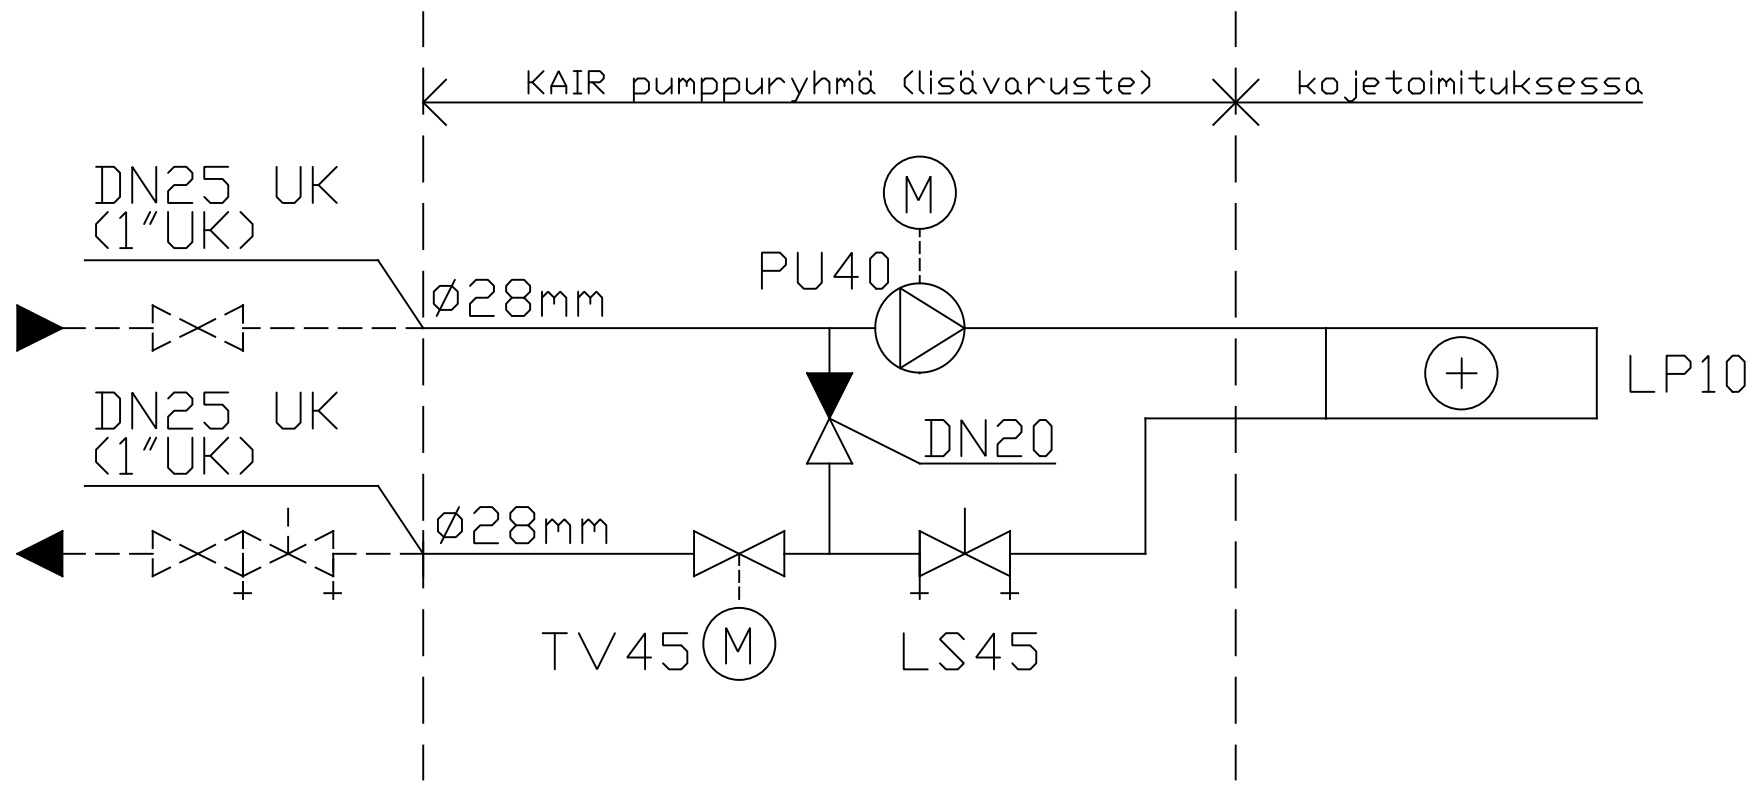 KAIR pumppuryhmä (lisävaruste)
kojetoimituksessa
DN25 UK
(1"UK)
M
PU40
Ø28mm
LP10
DN25 UK
(1"UK)
DN20
Ø28mm
TV45
M
LS45